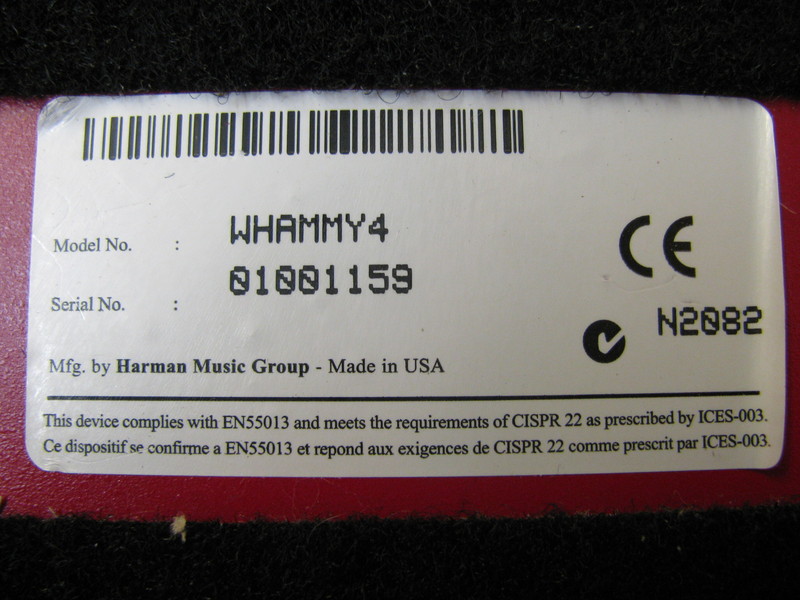 Model No. : WHAMMY4
Serial No. : 01001159
CE
N2082
Mfg. by Harman Music Group - Made in USA
This device complies with EN55013 and meets the requirements of CISPR 22 as prescribed by ICES-003.
Ce dispositif se confirme a EN55013 et repond aux exigences de CISPR 22 comme prescrit par ICES-003.